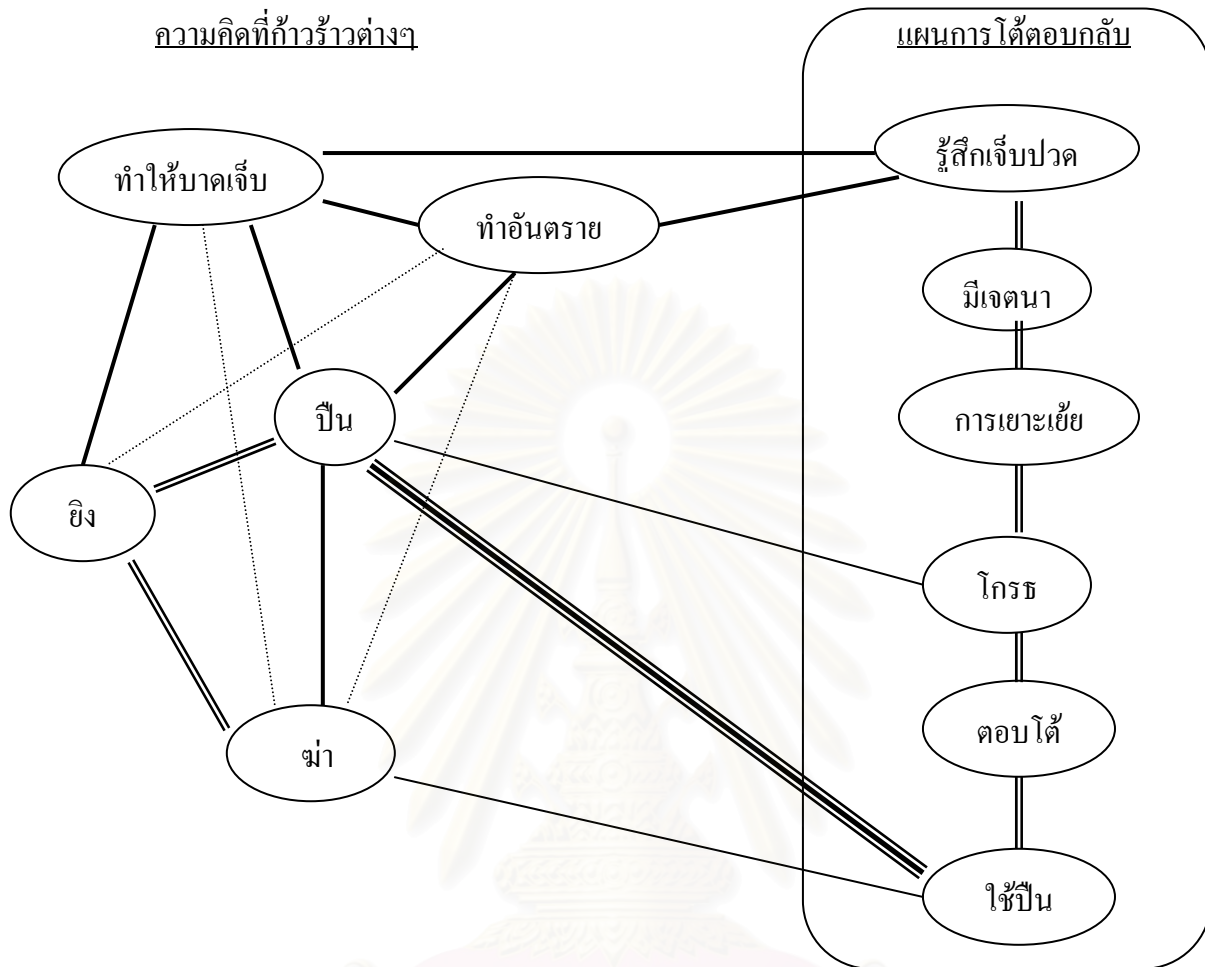 ความคิดที่ก้าวร้าวต่างๆ
แผนการโต้ตอบกลับ
ทำให้บาดเจ็บ
รู้สึกเจ็บปวด
ทำอันตราย
มีเจตนา
ปืน
การเยาะเย้ย
ยิง
โกรธ
ฆ่า
ตอบโต้
ใช้ปืน